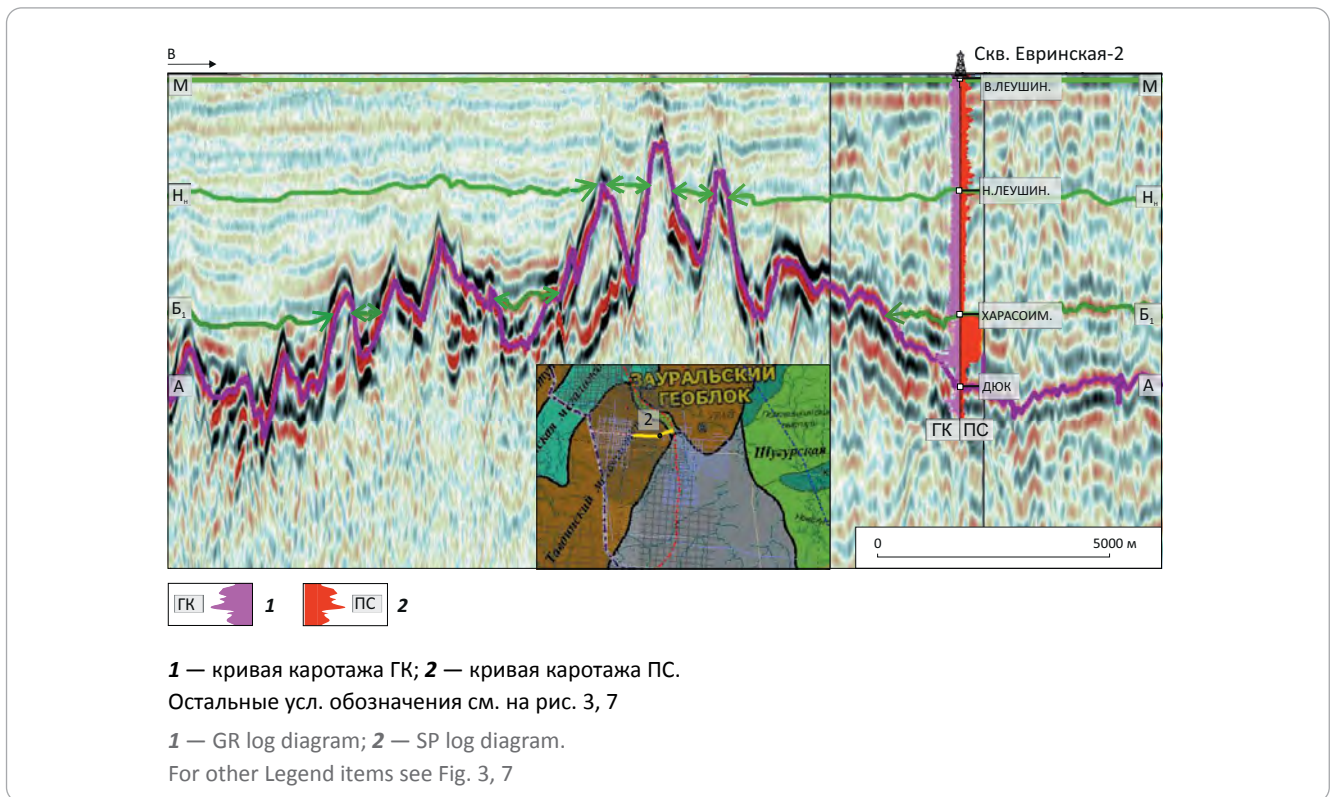 В
Скв. Евринская-2
М
В.ЛЕУШИН.
М
Нн
Н.ЛЕУШИН.
Нн
Б1
ХАРАСОИМ.
Б1
А
ДЮК
А
ГК ПС
ЗАУРАЛЬСКИЙ
ГЕОБЛОК
2
Шугурская
0 5000 м
ГК 1 ПС 2
1 — кривая каротажа ГК; 2 — кривая каротажа ПС.
Остальные усл. обозначения см. на рис. 3, 7
1 — GR log diagram; 2 — SP log diagram.
For other Legend items see Fig. 3, 7